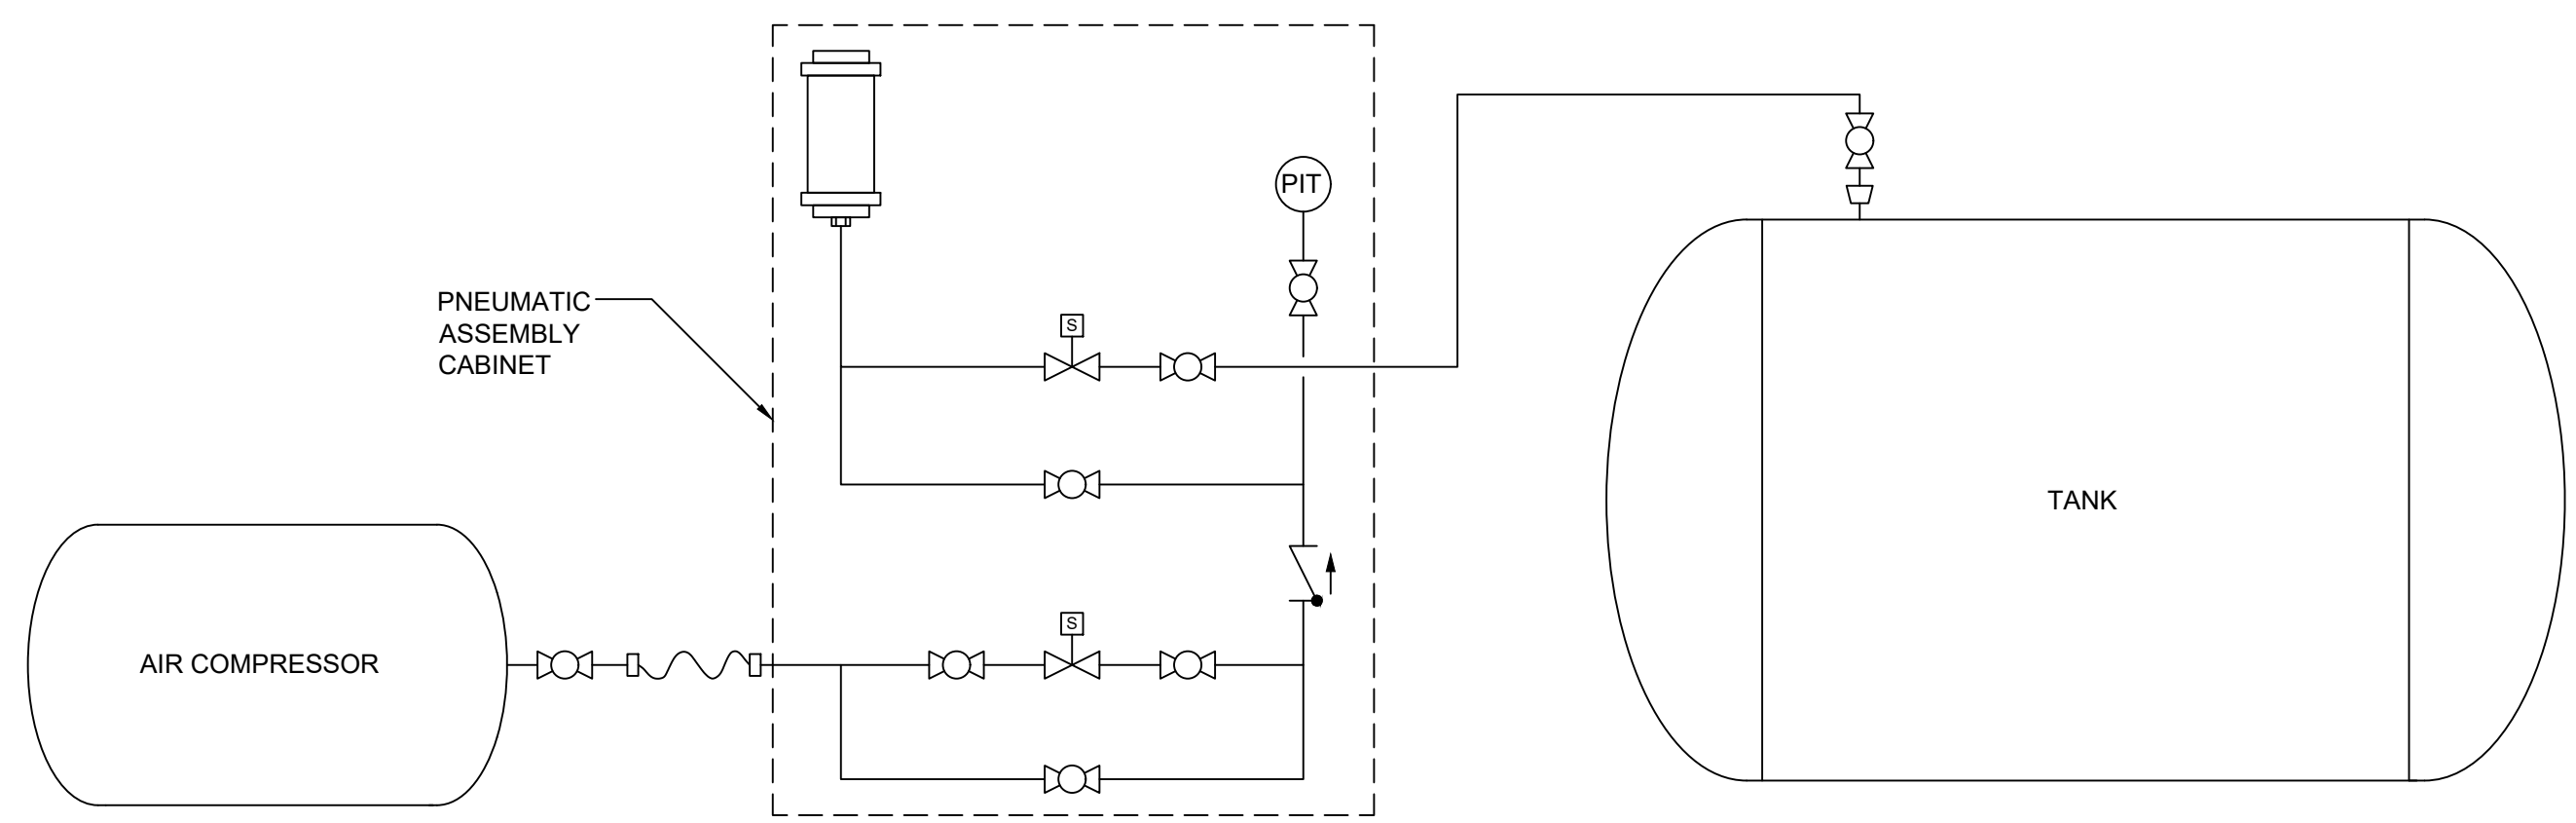 PIT
PNEUMATIC
ASSEMBLY
CABINET
S
TANK
S
AIR COMPRESSOR